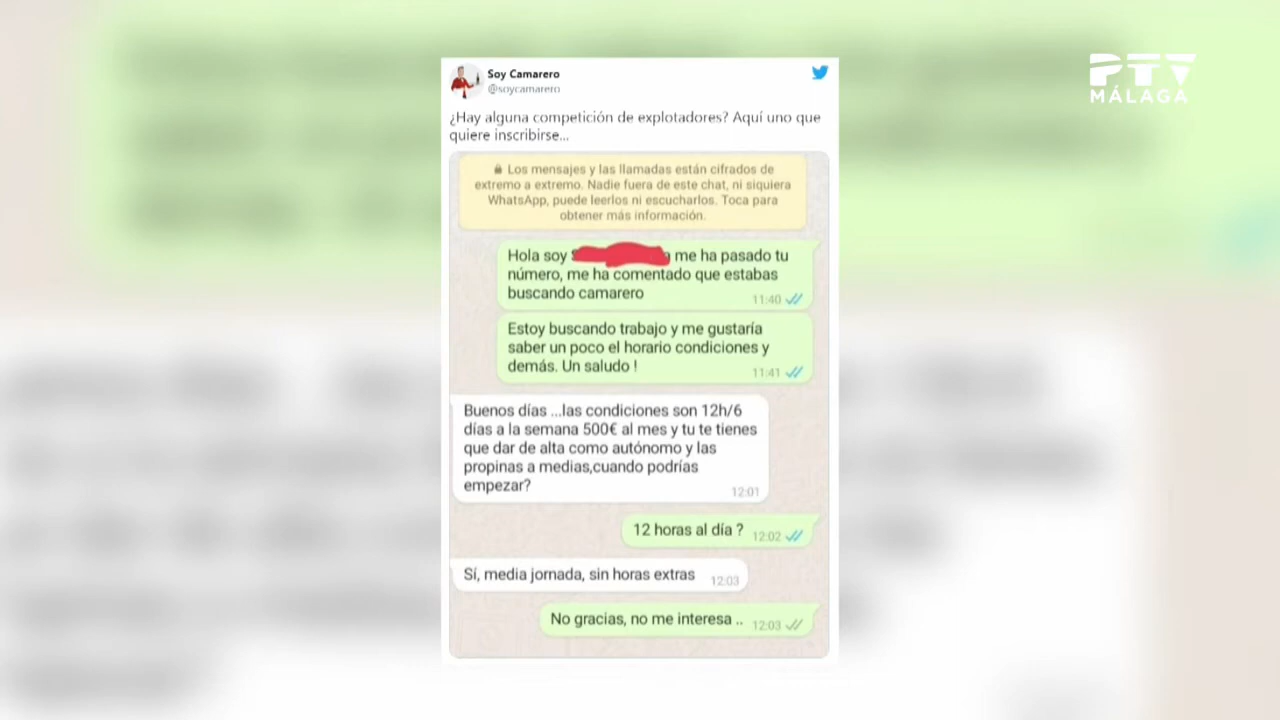 PTV
MÁLAGA
Soy Camarero
@soycamarero
¿Hay alguna competición de explotadores? Aquí uno que
quiere inscribirse...
Los mensajes y las llamadas están cifrados de
extremo a extremo. Nadie fuera de este chat, ni siquiera
WhatsApp, puede leerlos ni escucharlos. Toca para
obtener más información.
Hola soy me ha pasado tu
número, me ha comentado que estabas
buscando camarero
11:40
Estoy buscando trabajo y me gustaría
saber un poco el horario condiciones y
demás. Un saludo !
11:41
Buenos días ...las condiciones son 12h/6
días a la semana 500€ al mes y tu te tienes
que dar de alta como autónomo y las
propinas a medias,cuando podrías
empezar?
12:01
12 horas al día ?
12:02
Sí, media jornada, sin horas extras
12:03
No gracias, no me interesa ..
12:03